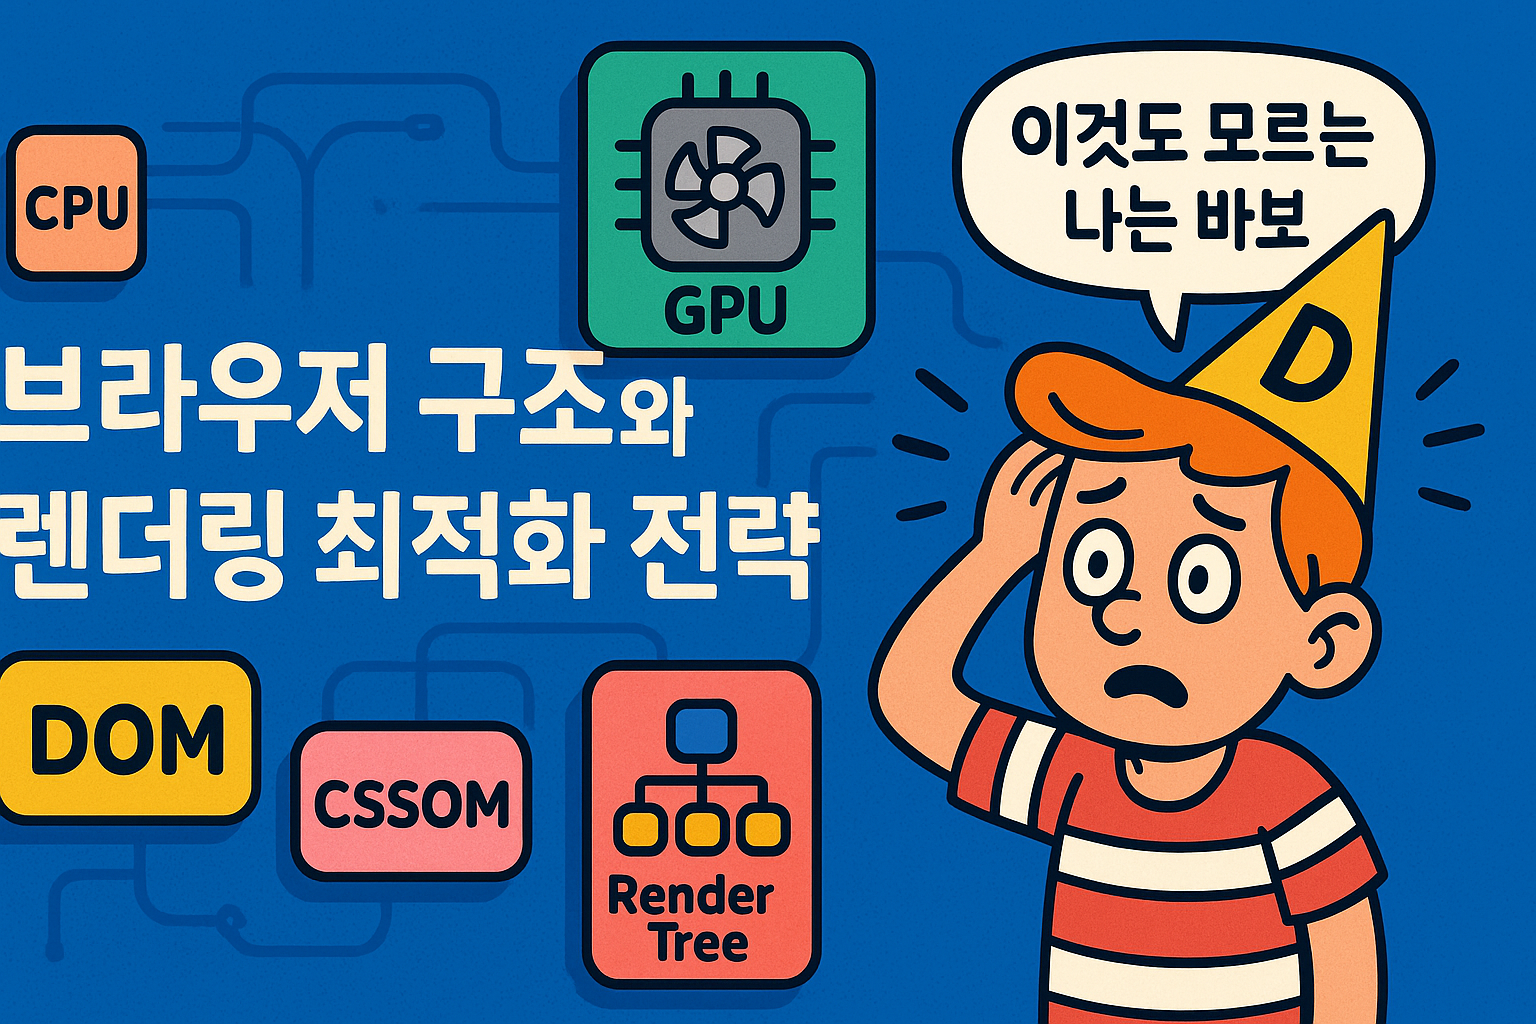 CPU
GPU
이것도 모르는
나는 바보
D
브라우저 구조와
렌더링 최적화 전략
DOM
CSSOM
Render
Tree